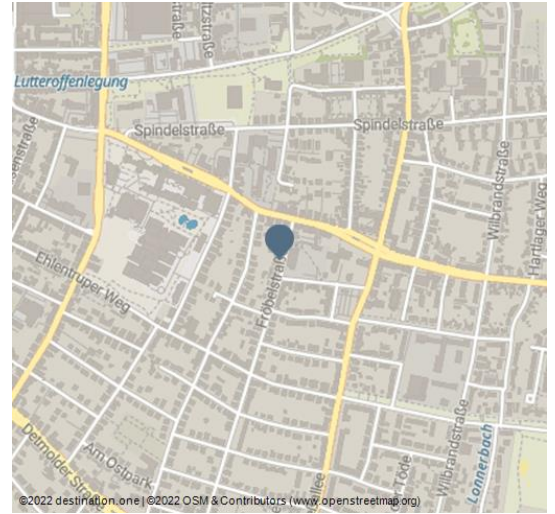 Lutteroffenlegung
Spindelstraße
Spindelstraße
Wilbrandstraße
Hartlager Weg
Ehlentruper Weg
Fröbelstraße
Detmolder Straße
Am Ostpark
Wilbrandstraße
Lonnerbach
©2022 destination.one | ©2022 OSM & Contributors (www.openstreetmap.org)